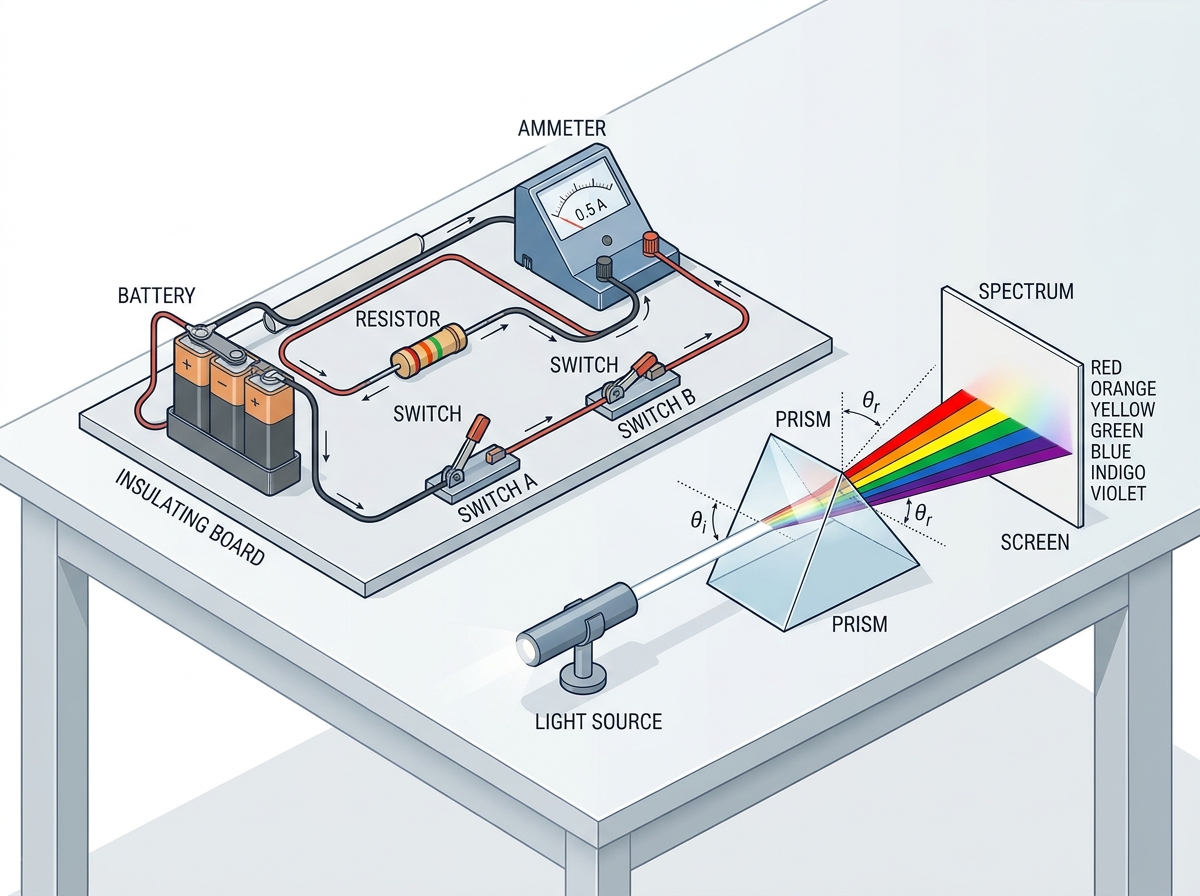 AMMETER
0.5 A
BATTERY
+
−
+
RESISTOR
SWITCH
SWITCH
SWITCH B
SWITCH A
INSULATING BOARD
SPECTRUM
RED
ORANGE
YELLOW
GREEN
BLUE
INDIGO
VIOLET
SCREEN
PRISM
θr
θi
θr
PRISM
LIGHT SOURCE